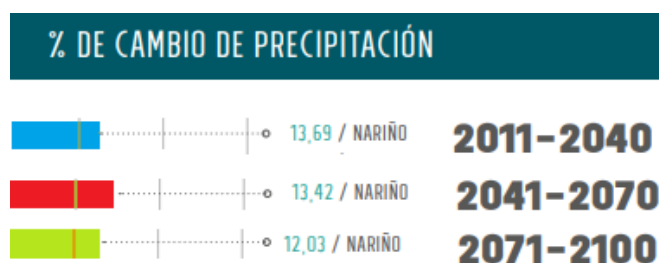 % DE CAMBIO DE PRECIPITACIÓN
13,69 / NARIÑO 2011-2040
13,42 / NARIÑO 2041-2070
12,03 / NARIÑO 2071-2100